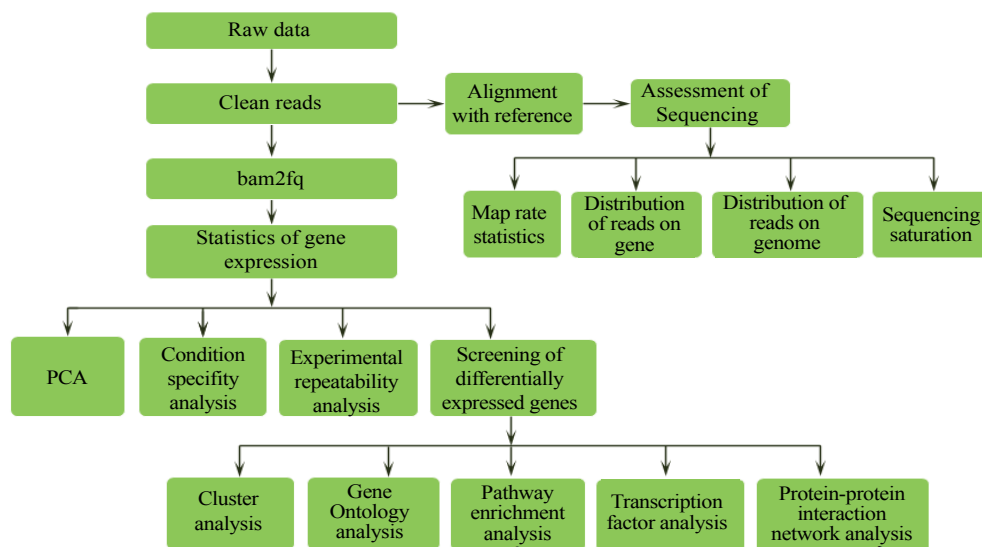 Raw data
Clean reads
Alignment
with reference
Assessment of
Sequencing
bam2fq
Map rate
statistics
Distribution
of reads on
gene
Distribution of
reads on
genome
Sequencing
saturation
Statistics of gene
expression
PCA
Condition
specifity
analysis
Experimental
repeatability
analysis
Screening of
differentially
expressed genes
Cluster
analysis
Gene
Ontology
analysis
Pathway
enrichment
analysis
Transcription
factor analysis
Protein-protein
interaction
network analysis